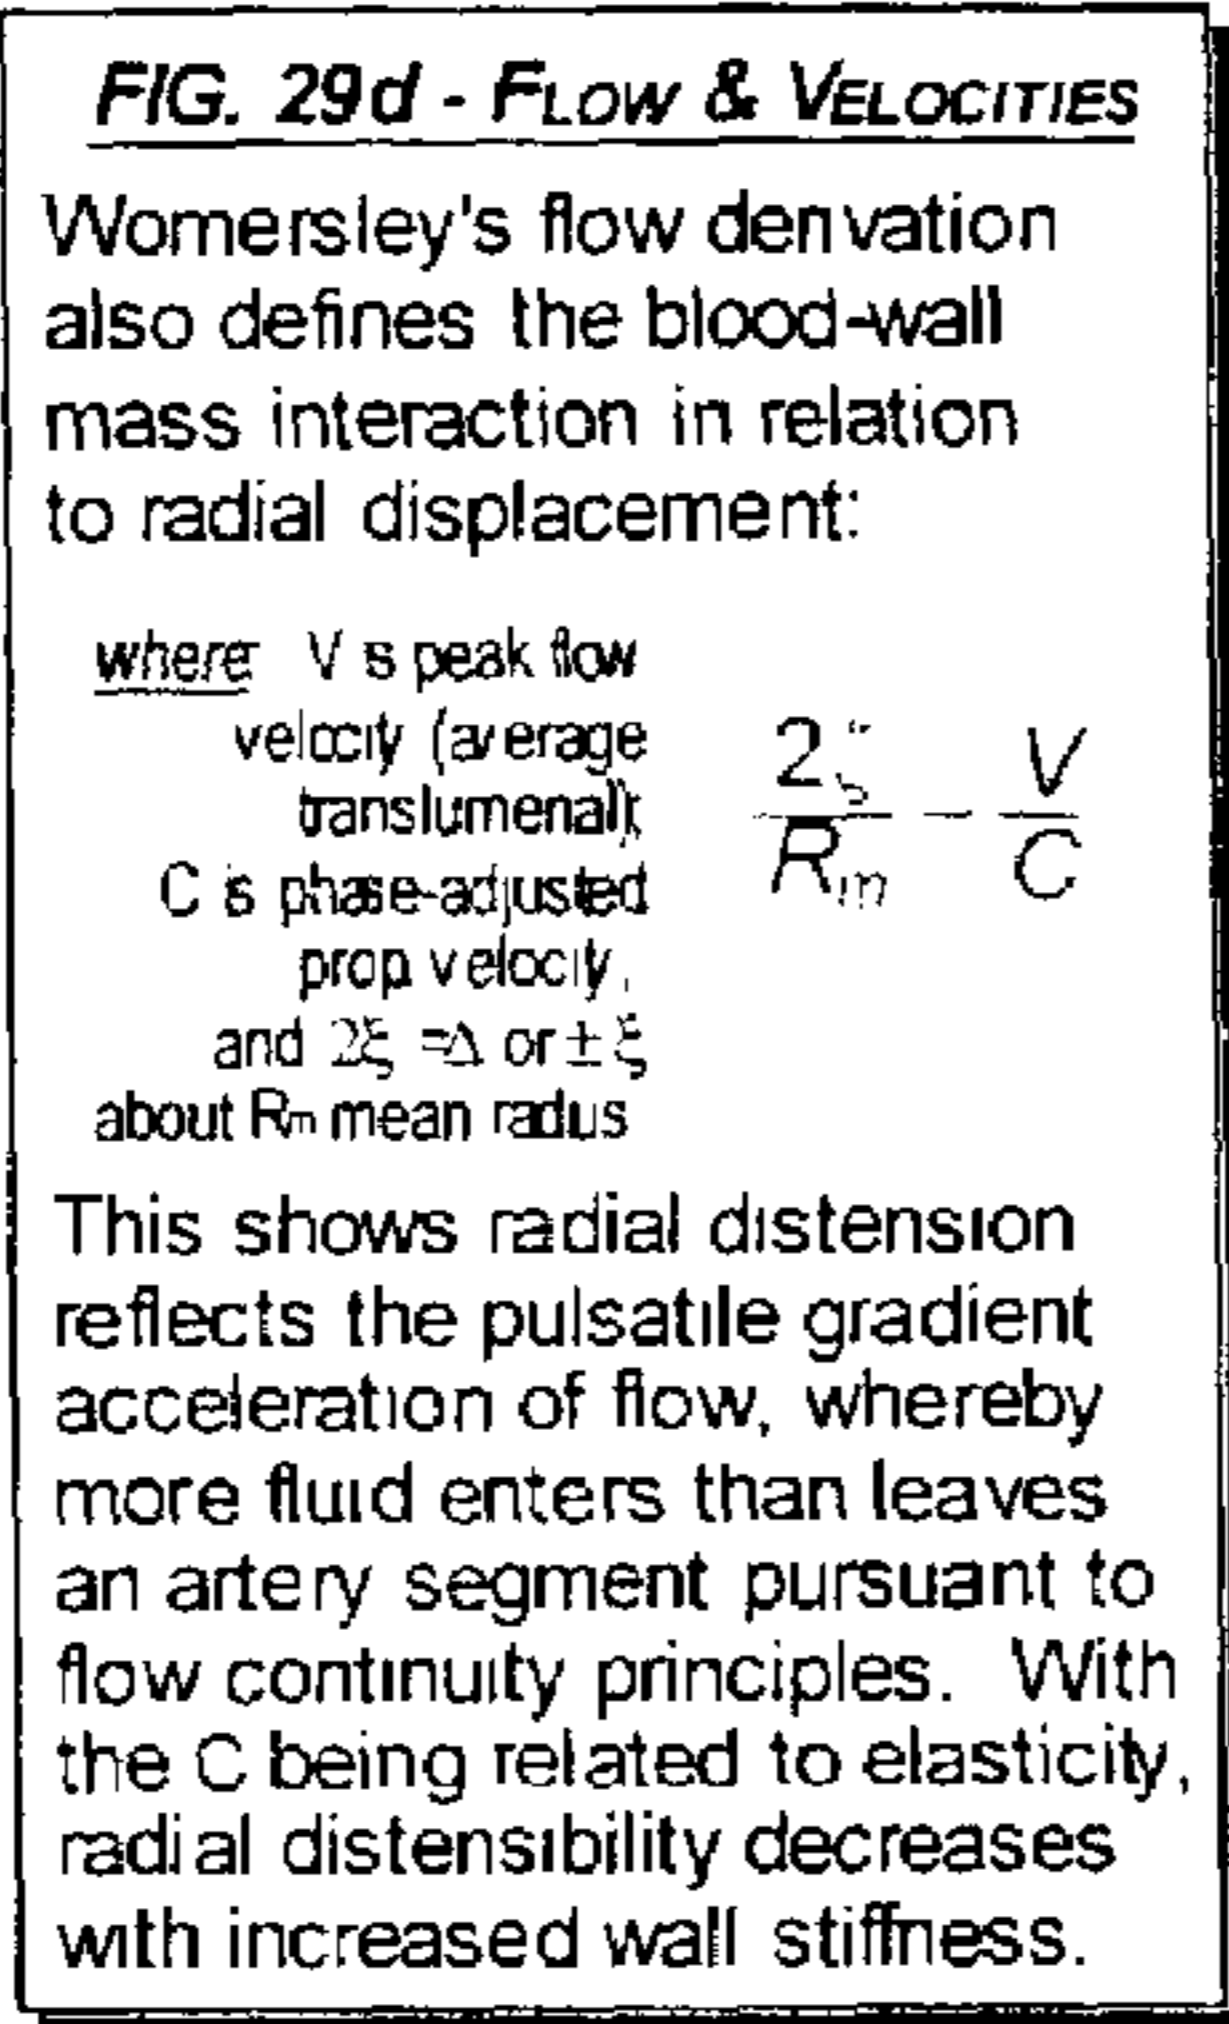 FIG. 29d - FLOW & VELOCITIES
Womersley's flow derivation
also defines the blood-wall
mass interaction in relation
to radial displacement:
where: V is peak flow
velocity (average
translumenal);
C is phase-adjusted
prop. velocity,
and 2ξ =Δ or ± ξ
about Rm mean radius
2ξ / Rm = V / C
This shows radial distension
reflects the pulsatile gradient
acceleration of flow, whereby
more fluid enters than leaves
an artery segment pursuant to
flow continuity principles. With
the C being related to elasticity,
radial distensibility decreases
with increased wall stiffness.